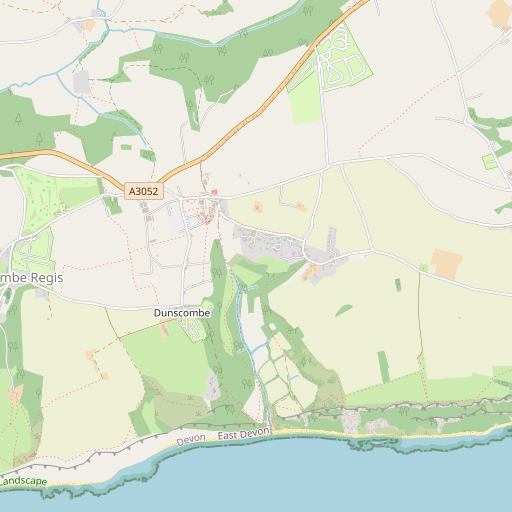 A3052
mbe Regis
Dunscombe
Devon
East Devon
Landscape